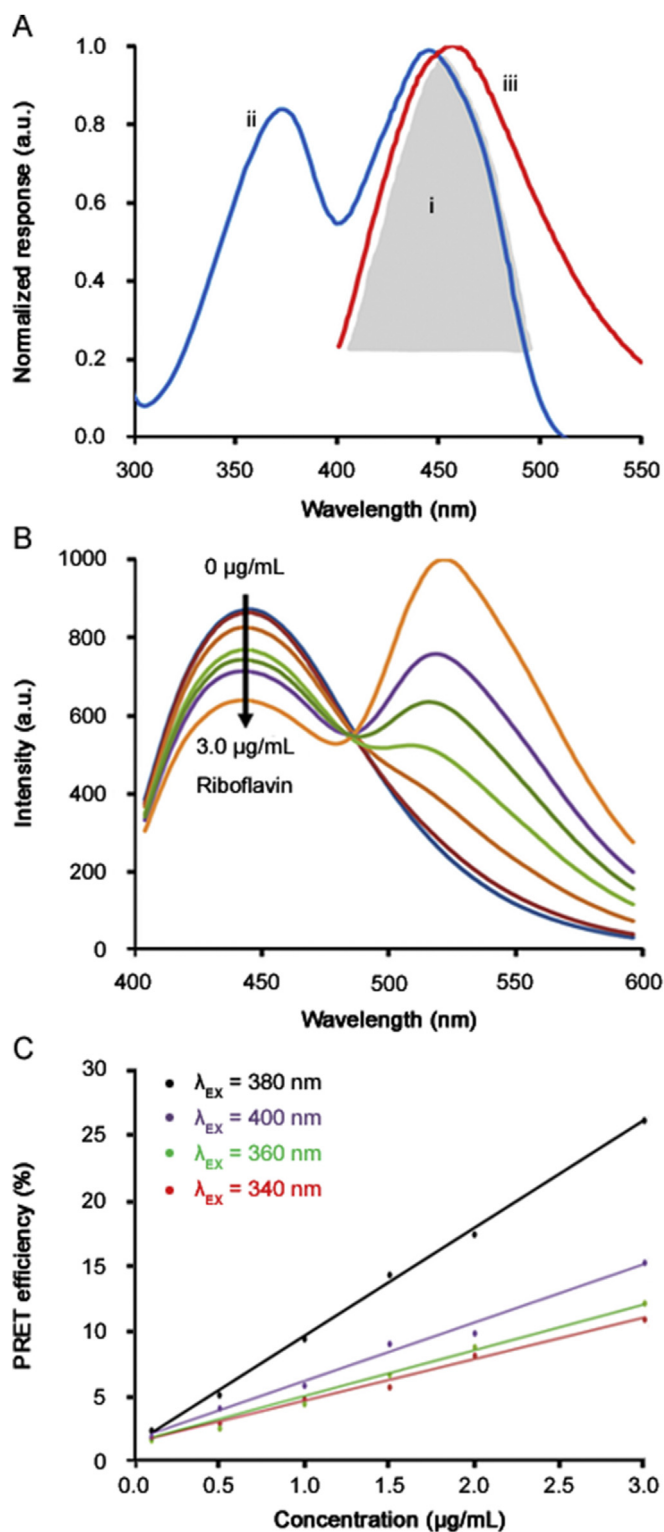 A
Normalized response (a.u.)
1.0
0.8
0.6
0.4
0.2
0.0
ii
iii
i
300 350 400 450 500 550
Wavelength (nm)
B
Intensity (a.u.)
1000
800
600
400
200
0
0 µg/mL
3.0 µg/mL
Riboflavin
400 450 500 550 600
Wavelength (nm)
C
PRET efficiency (%)
30
25
20
15
10
5
0
λEX = 380 nm
λEX = 400 nm
λEX = 360 nm
λEX = 340 nm
0.0 0.5 1.0 1.5 2.0 2.5 3.0
Concentration (µg/mL)